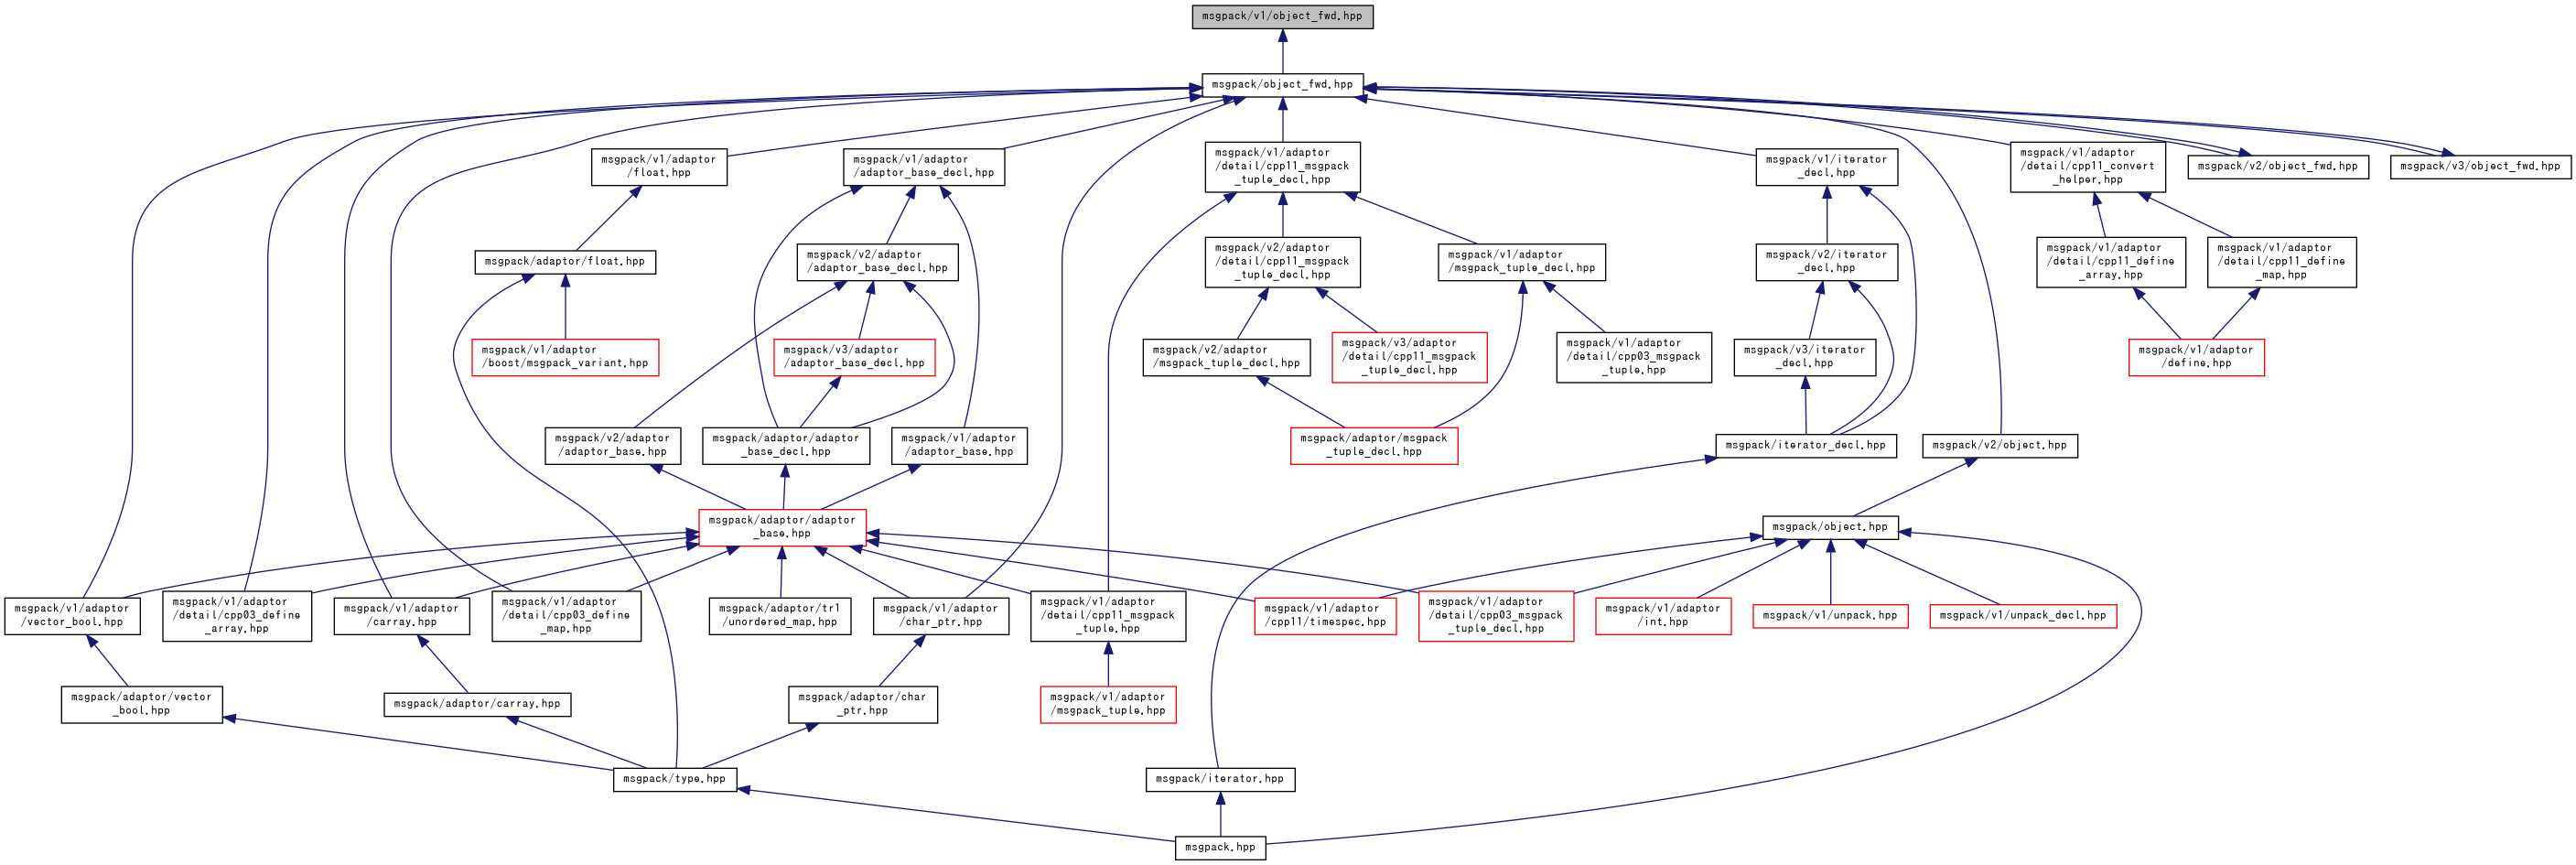 msgpack/v1/object_fwd.hpp
msgpack/object_fwd.hpp
msgpack/v1/adaptor
/float.hpp
msgpack/v1/adaptor
/adaptor_base_decl.hpp
msgpack/v1/adaptor
/detail/cpp11_msgpack
_tuple_decl.hpp
msgpack/v1/iterator
_decl.hpp
msgpack/v1/adaptor
/detail/cpp11_convert
_helper.hpp
msgpack/v2/object_fwd.hpp
msgpack/v3/object_fwd.hpp
msgpack/adaptor/float.hpp
msgpack/v2/adaptor
/adaptor_base_decl.hpp
msgpack/v2/adaptor
/detail/cpp11_msgpack
_tuple_decl.hpp
msgpack/v1/adaptor
/msgpack_tuple_decl.hpp
msgpack/v2/iterator
_decl.hpp
msgpack/v1/adaptor
/detail/cpp11_define
_array.hpp
msgpack/v1/adaptor
/detail/cpp11_define
_map.hpp
msgpack/v1/adaptor
/boost/msgpack_variant.hpp
msgpack/v3/adaptor
/adaptor_base_decl.hpp
msgpack/v2/adaptor
/msgpack_tuple_decl.hpp
msgpack/v3/adaptor
/detail/cpp11_msgpack
_tuple_decl.hpp
msgpack/v1/adaptor
/detail/cpp03_msgpack
_tuple.hpp
msgpack/v3/iterator
_decl.hpp
msgpack/v1/adaptor
/define.hpp
msgpack/v2/adaptor
/adaptor_base.hpp
msgpack/adaptor/adaptor
_base_decl.hpp
msgpack/v1/adaptor
/adaptor_base.hpp
msgpack/adaptor/msgpack
_tuple_decl.hpp
msgpack/iterator_decl.hpp
msgpack/v2/object.hpp
msgpack/adaptor/adaptor
_base.hpp
msgpack/object.hpp
msgpack/v1/adaptor
/vector_bool.hpp
msgpack/v1/adaptor
/detail/cpp03_define
_array.hpp
msgpack/v1/adaptor
/carray.hpp
msgpack/v1/adaptor
/detail/cpp03_define
_map.hpp
msgpack/adaptor/tr1
/unordered_map.hpp
msgpack/v1/adaptor
/char_ptr.hpp
msgpack/v1/adaptor
/detail/cpp11_msgpack
_tuple.hpp
msgpack/v1/adaptor
/cpp11/timespec.hpp
msgpack/v1/adaptor
/detail/cpp03_msgpack
_tuple_decl.hpp
msgpack/v1/adaptor
/int.hpp
msgpack/v1/unpack.hpp
msgpack/v1/unpack_decl.hpp
msgpack/adaptor/vector
_bool.hpp
msgpack/adaptor/carray.hpp
msgpack/adaptor/char
_ptr.hpp
msgpack/v1/adaptor
/msgpack_tuple.hpp
msgpack/type.hpp
msgpack/iterator.hpp
msgpack.hpp